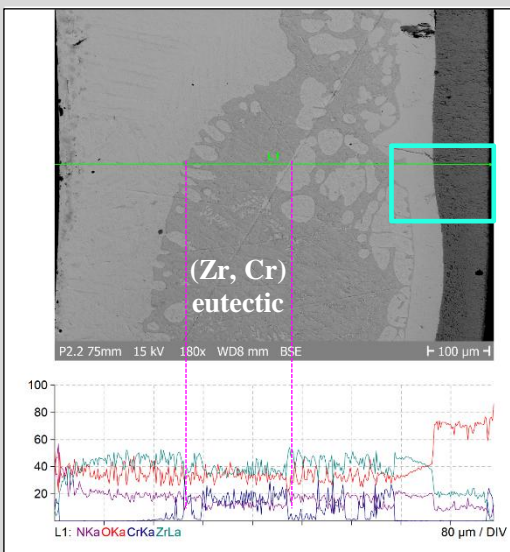 L1
(Zr, Cr)
eutectic
P2.2 75mm 15 kV 180x WD8 mm BSE 100 µm
100
80
60
40
20
L1: NKa OKa CrKa ZrLa 80 µm / DIV